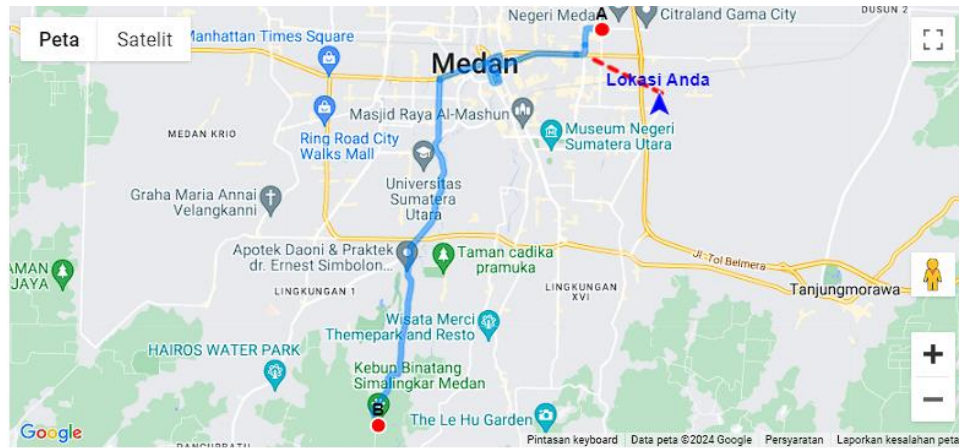 Peta
Satelit
Manhattan Times Square
Negeri Medan
A
Citraland Gama City
DUSUN 2
Medan
Lokasi Anda
Masjid Raya Al-Mashun
MEDAN KRIO
Ring Road City
Walks Mall
Museum Negeri
Sumatera Utara
Universitas
Sumatera
Utara
Graha Maria Annai
Velangkanni
Apotek Daoni & Praktek
dr. Ernest Simbolon...
Taman cadika
pramuka
Jl. Tol Belmera
AMAN
JAYA
LINGKUNGAN 1
LINGKUNGAN
XVI
Tanjungmorawa
Wisata Merci
Themepark and Resto
HAIROS WATER PARK
Kebun Binatang
Simalingkar Medan
B
The Le Hu Garden
Google
Pintasan keyboard
Data peta ©2024 Google
Persyaratan
Laporkan kesalahan peta